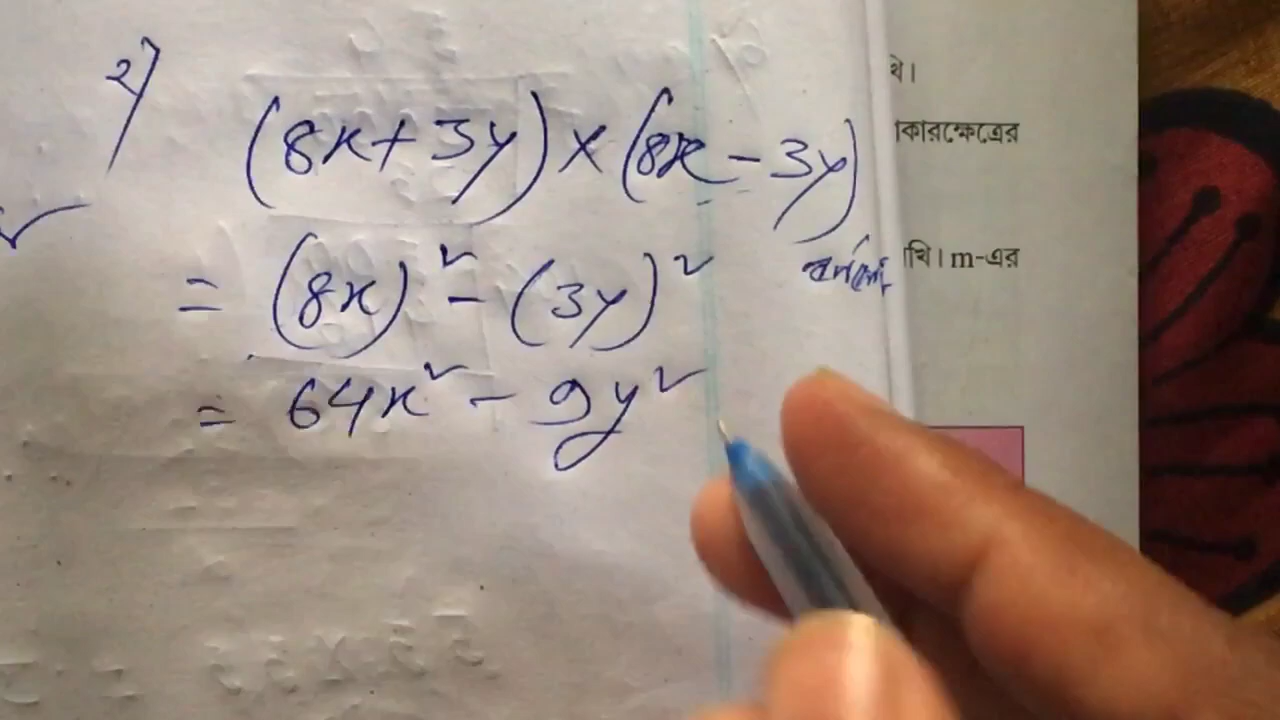 ২)
(8x + 3y) × (8x - 3y)
= (8x)² - (3y)²
= 64x² - 9y²
খি।
কারক্ষেত্রের
খি। m-এর